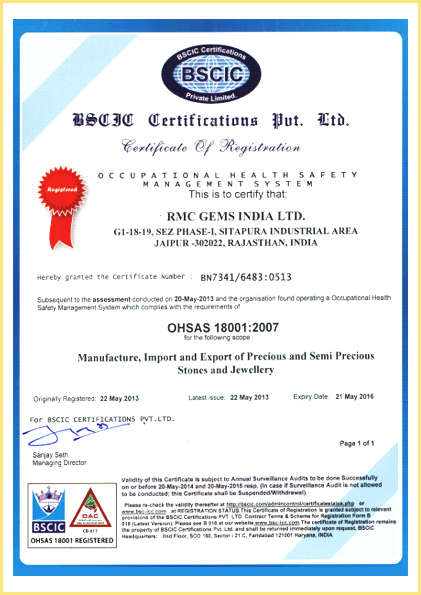 BSCIC Certifications
BSCIC
Private Limited.
BSCIC Certifications Pvt. Ltd.
Certificate Of Registration
OCCUPATIONAL HEALTH SAFETY
MANAGEMENT SYSTEM
This is to certify that:
Registered
RMC GEMS INDIA LTD.
G1-18-19, SEZ PHASE-I, SITAPURA INDUSTRIAL AREA
JAIPUR -302022, RAJASTHAN, INDIA
Hereby granted the Certificate Number : BN7341/6483:0513
Subsequent to the assessment conducted on 20-May-2013 and the organisation found operating a Occupational Health
Safety Management System which complies with the requirements of
OHSAS 18001:2007
for the following scope
Manufacture, Import and Export of Precious and Semi Precious
Stones and Jewellery
Originally Registered: 22 May 2013 Latest issue: 22 May 2013 Expiry Date: 21 May 2016
For BSCIC CERTIFICATIONS PVT.LTD.
Page 1 of 1
Sanjay Seth
Managing Director
Validity of this Certificate is subject to Annual Surveillance Audits to be done Successfully
on or before 20-May-2014 and 20-May-2015 resp. (In case if Surveillance Audit is not allowed
to be conducted; this Certificate shall be Suspended/Withdrawal).
Please re-check the validity thereafter at http://bscic.com/admincontrol/certificatestatus.php or
www.bsc-icc.com at REGISTRATION STATUS.This Certificate of Registration is granted subject to relevant
provisions of the BSCIC Certifications PVT. LTD. Contract Terms & Scheme for Registration Form B
018 (Latest Version) Please see B 018 at our website www.bsc-icc.com.The certificate of Registration remains
the property of BSCIC Certifications Pvt. Ltd, and shall be returned immediately upon request. BSCIC
Headquarters: IInd Floor, SCO 150, Sector - 21 C, Faridabad 121001 Haryana, INDIA
BSCIC
OHSAS 18001 REGISTERED
DAC
CB-017